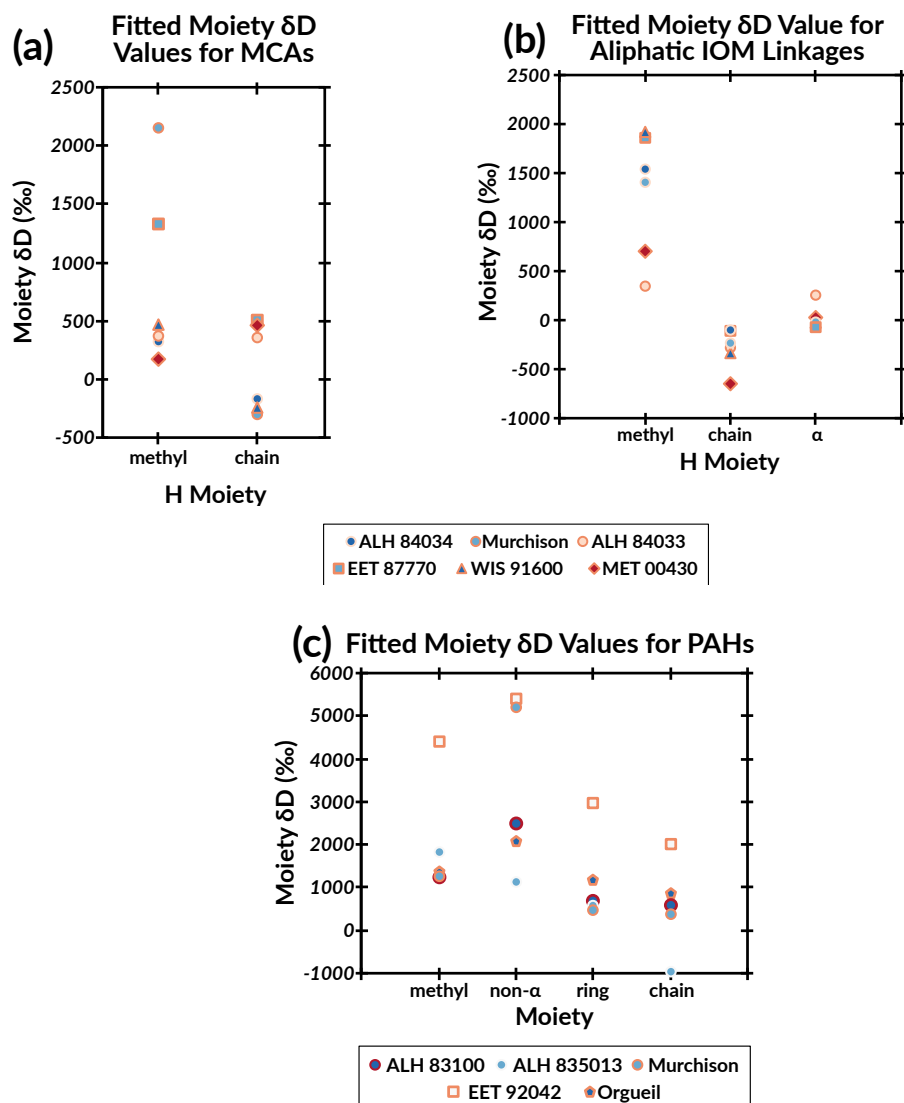 (a)
Fitted Moiety δD
Values for MCAs
2500
2000
1500
1000
500
0
-500
Moiety δD (‰)
methyl chain
H Moiety
(b)
Fitted Moiety δD Value for
Aliphatic IOM Linkages
2500
2000
1500
1000
500
0
-500
-1000
Moiety δD (‰)
methyl chain α
H Moiety
ALH 84034 Murchison ALH 84033
EET 87770 WIS 91600 MET 00430
(c) Fitted Moiety δD Values for PAHs
6000
5000
4000
3000
2000
1000
0
-1000
Moiety δD (‰)
methyl non-α ring chain
Moiety
ALH 83100 ALH 835013 Murchison
EET 92042 Orgueil